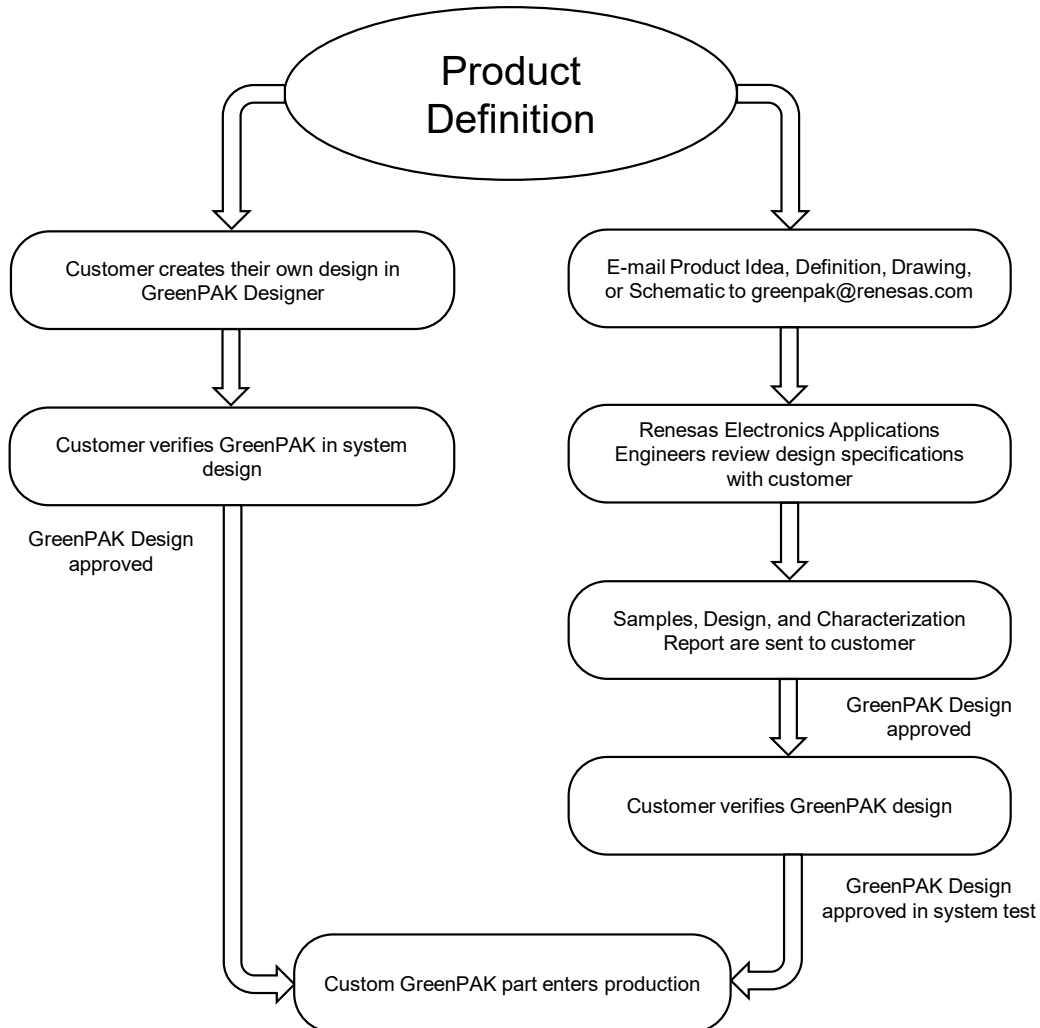 Product
Definition
Customer creates their own design in
GreenPAK Designer
Customer verifies GreenPAK in system
design
GreenPAK Design
approved
E-mail Product Idea, Definition, Drawing,
or Schematic to greenpak@renesas.com
Renesas Electronics Applications
Engineers review design specifications
with customer
Samples, Design, and Characterization
Report are sent to customer
GreenPAK Design
approved
Customer verifies GreenPAK design
GreenPAK Design
approved in system test
Custom GreenPAK part enters production